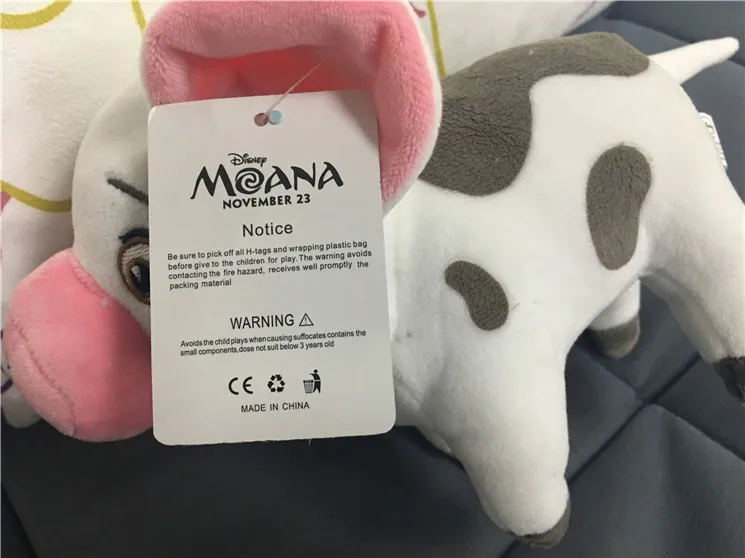 Disney
MOANA
NOVEMBER 23
Notice
Be sure to pick off all H-tags and wrapping plastic bag
before give to the children for play. The warning avoids
contacting the fire hazard, receives well promptly the
packing material
WARNING
Avoids the child plays when causing suffocates contains the
small components,dose not suit below 3 years old
CE
MADE IN CHINA